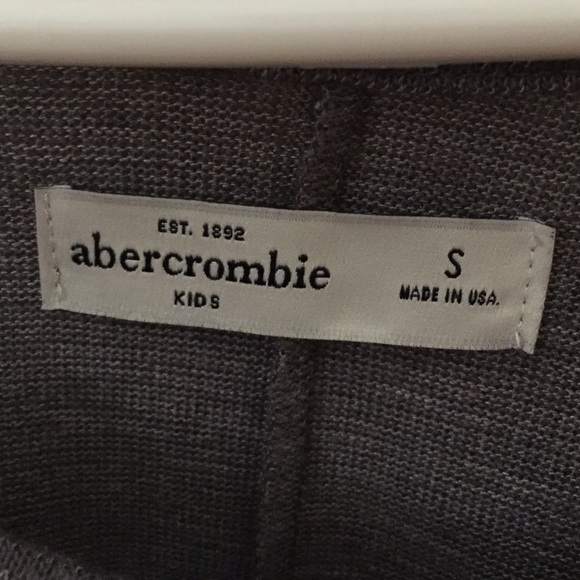 EST. 1892
abercrombie
KIDS
S
MADE IN USA.